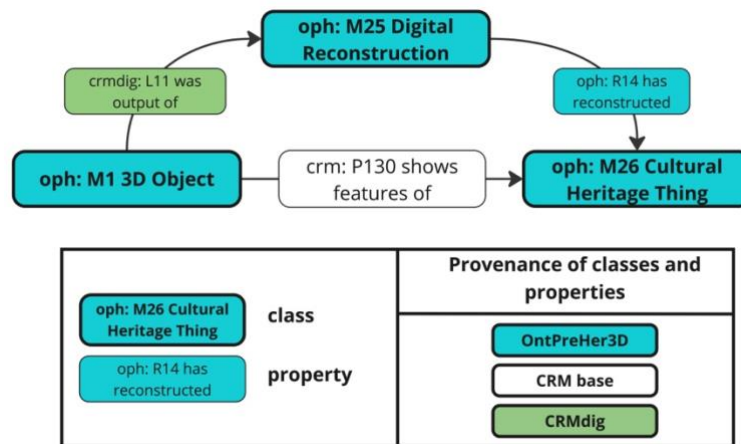 oph: M25 Digital
Reconstruction
crmdig: L11 was
output of
oph: R14 has
reconstructed
oph: M1 3D Object
crm: P130 shows
features of
oph: M26 Cultural
Heritage Thing
oph: M26 Cultural
Heritage Thing
class
oph: R14 has
reconstructed
property
Provenance of classes and
properties
OntPreHer3D
CRM base
CRMdig